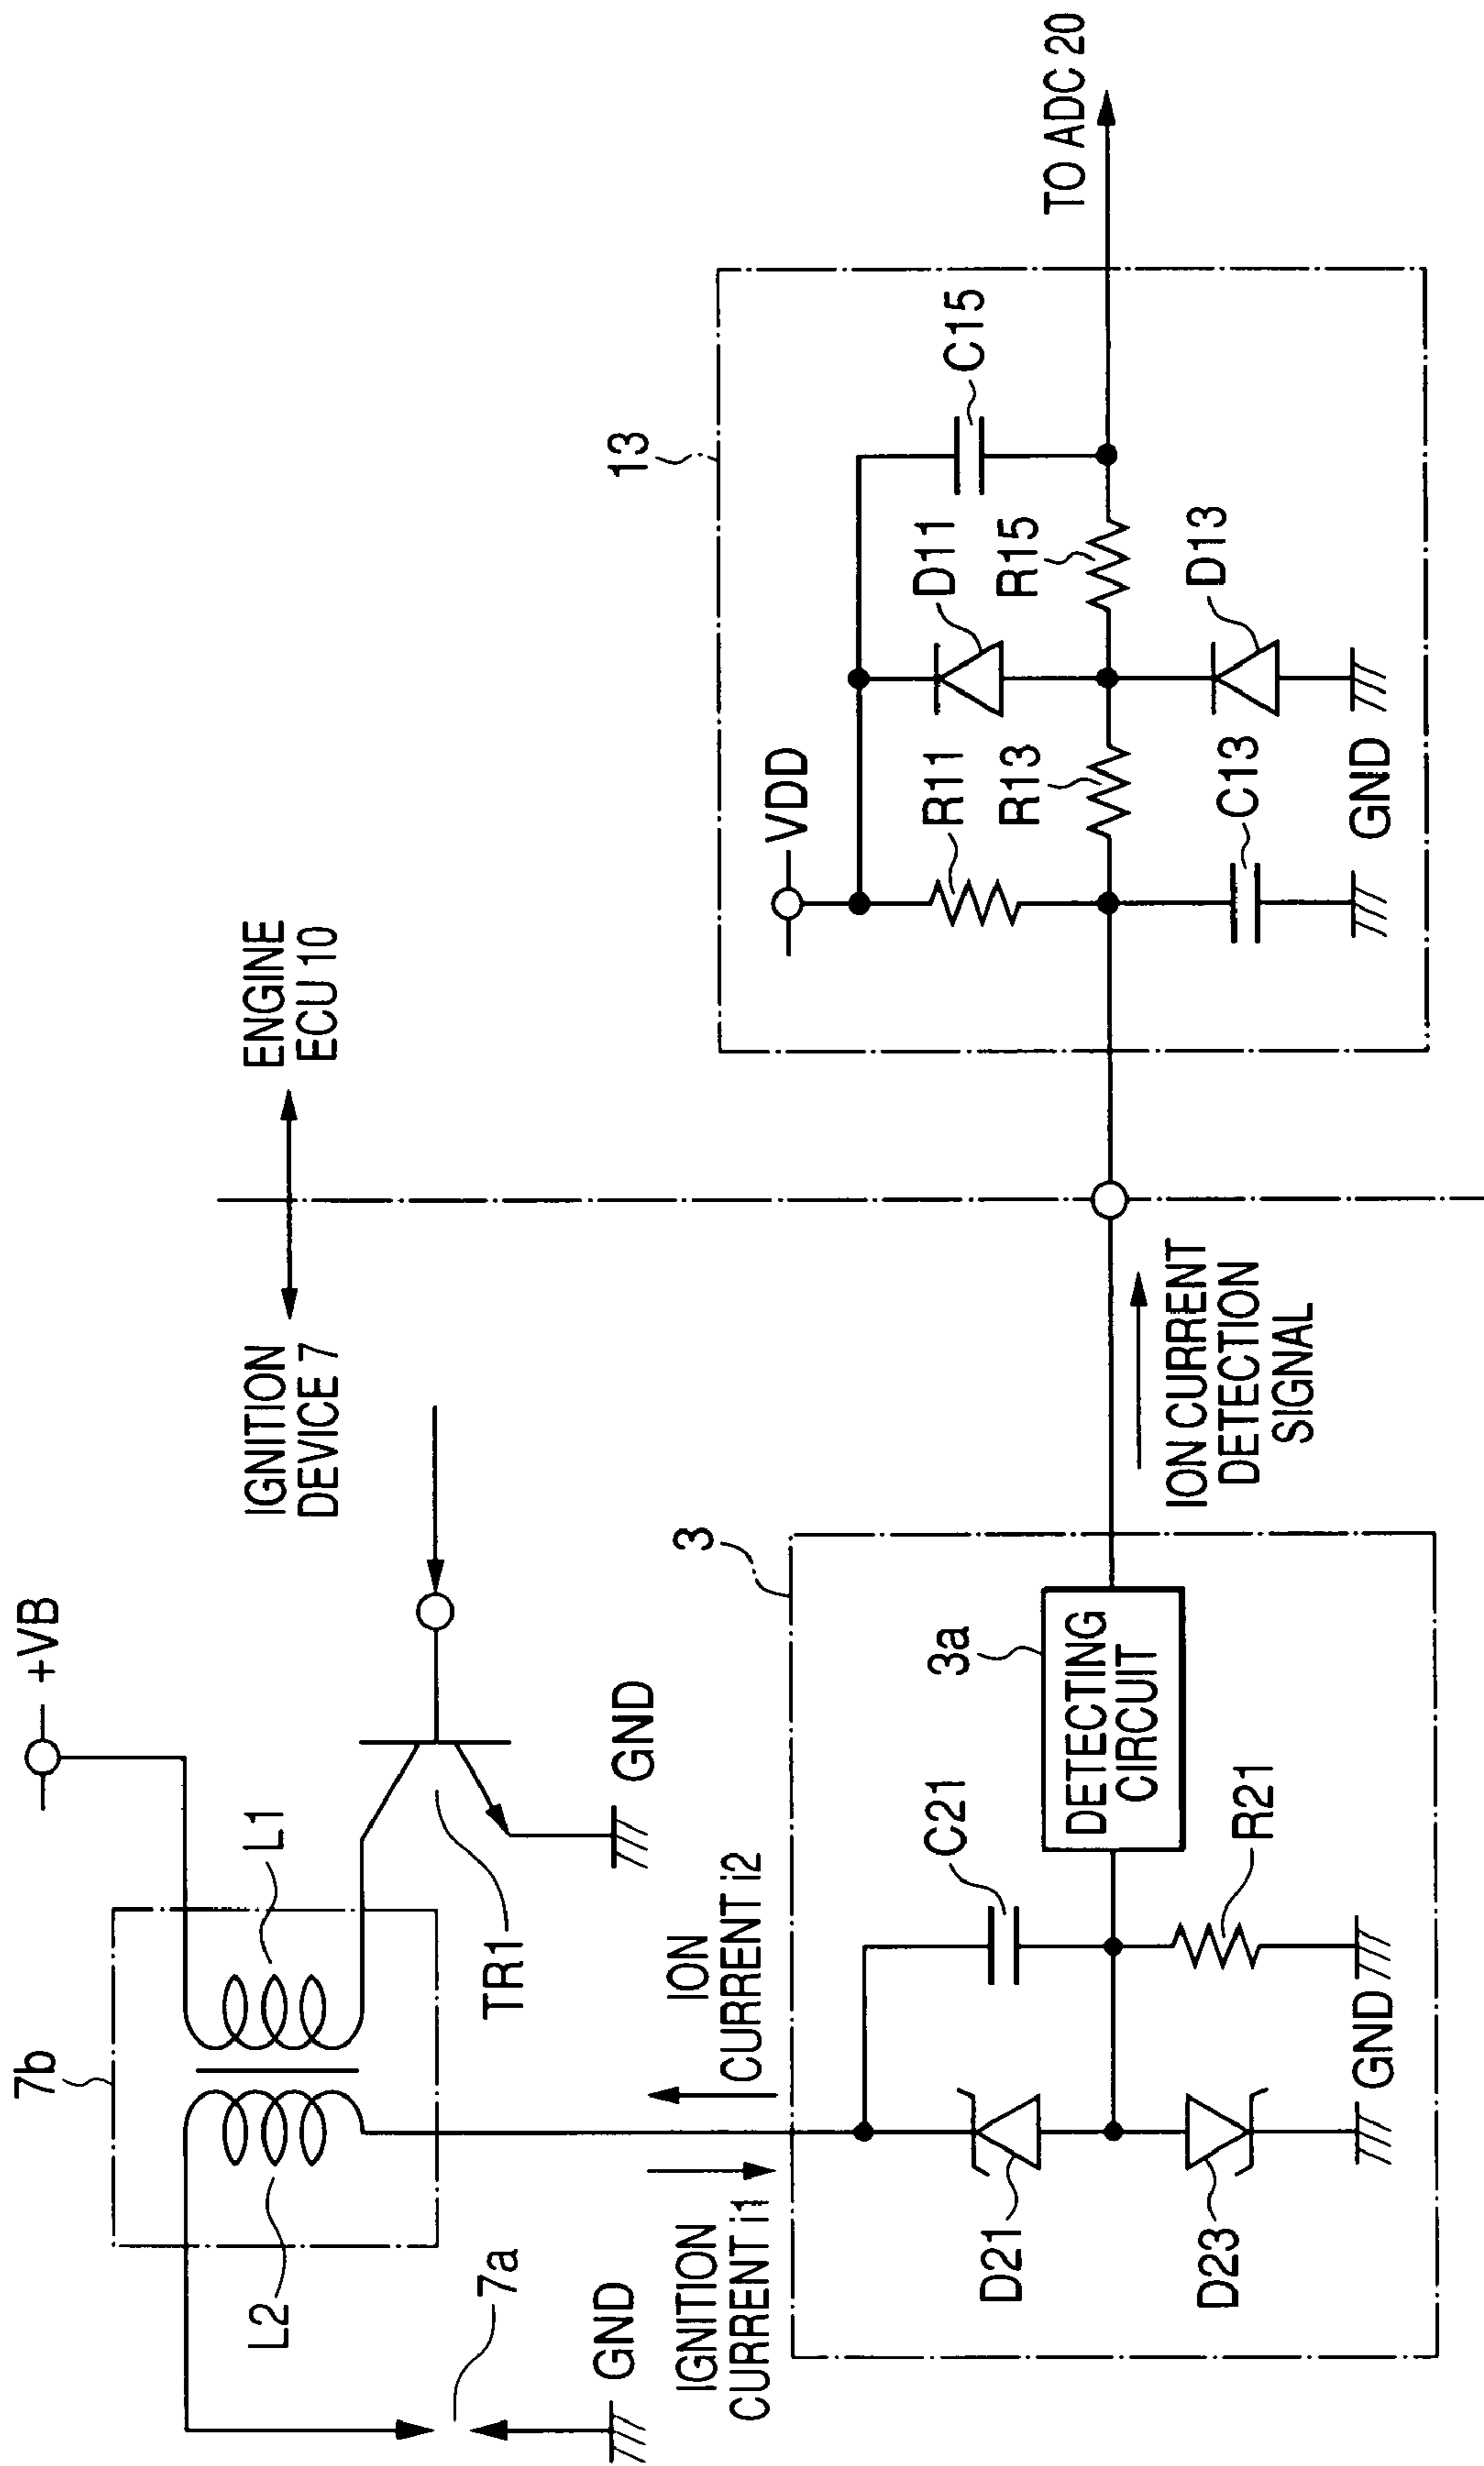 IGNITION
DEVICE 7
ENGINE
ECU 10
+VB
7b
L1
L2
TR1
GND
7a
GND
IGNITION
CURRENT i1
ION
CURRENT i2
3
C21
3a
DETECTING
CIRCUIT
D21
R21
D23
GND
ION CURRENT
DETECTION
SIGNAL
13
VDD
R11
D11
C15
R13
R15
TO ADC 20
C13
D13
GND